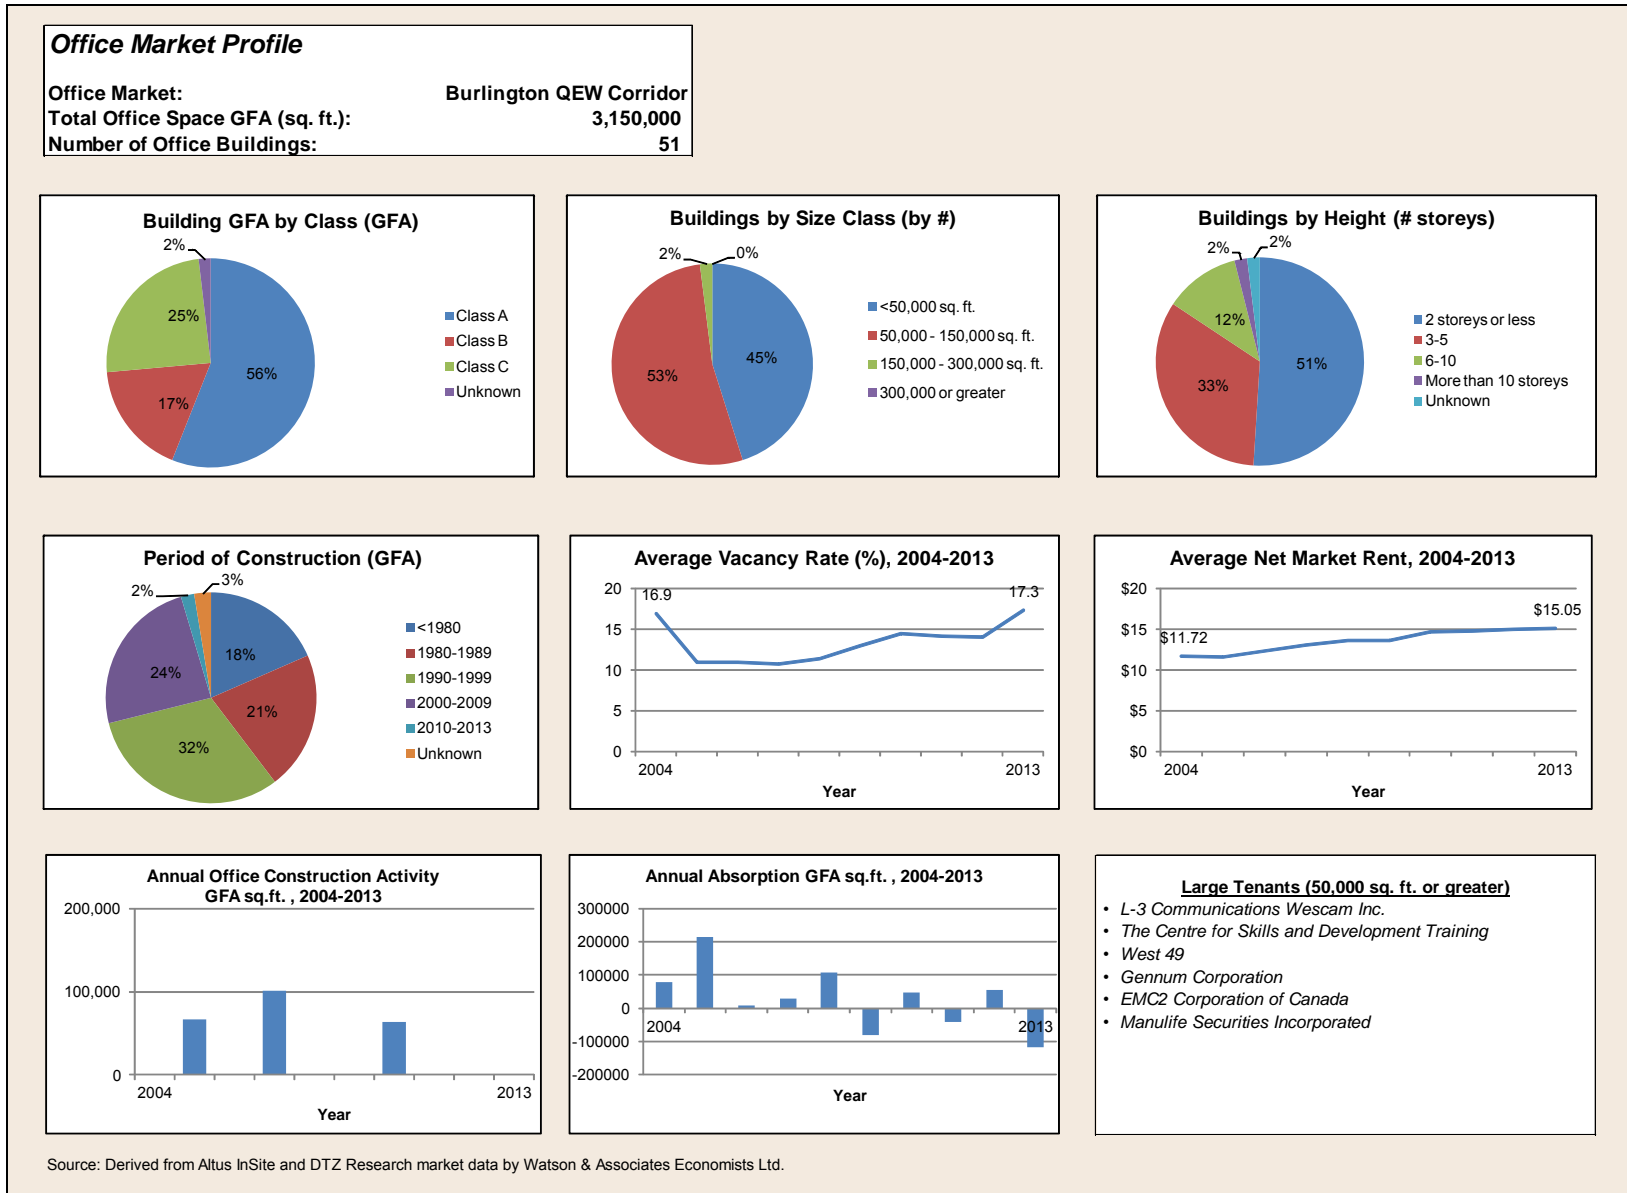 Office Market Profile
Office Market: Burlington QEW Corridor
Total Office Space GFA (sq. ft.): 3,150,000
Number of Office Buildings: 51
Building GFA by Class (GFA)
2%
25%
56%
17%
Class A
Class B
Class C
Unknown
Buildings by Size Class (by #)
2%
0%
45%
53%
<50,000 sq. ft.
50,000 - 150,000 sq. ft.
150,000 - 300,000 sq. ft.
300,000 or greater
Buildings by Height (# storeys)
2%
2%
12%
51%
33%
2 storeys or less
3-5
6-10
More than 10 storeys
Unknown
Period of Construction (GFA)
2%
3%
18%
24%
21%
32%
<1980
1980-1989
1990-1999
2000-2009
2010-2013
Unknown
Average Vacancy Rate (%), 2004-2013
20
16.9
17.3
15
10
5
0
2004
2013
Year
Average Net Market Rent, 2004-2013
$20
$15.05
$15
$11.72
$10
$5
$0
2004
2013
Year
Annual Office Construction Activity
GFA sq.ft. , 2004-2013
200,000
100,000
0
2004
2013
Year
Annual Absorption GFA sq.ft. , 2004-2013
300000
200000
100000
0
2004
2013
-100000
-200000
Year
Large Tenants (50,000 sq. ft. or greater)
• L-3 Communications Wescam Inc.
• The Centre for Skills and Development Training
• West 49
• Gennum Corporation
• EMC2 Corporation of Canada
• Manulife Securities Incorporated
Source: Derived from Altus InSite and DTZ Research market data by Watson & Associates Economists Ltd.